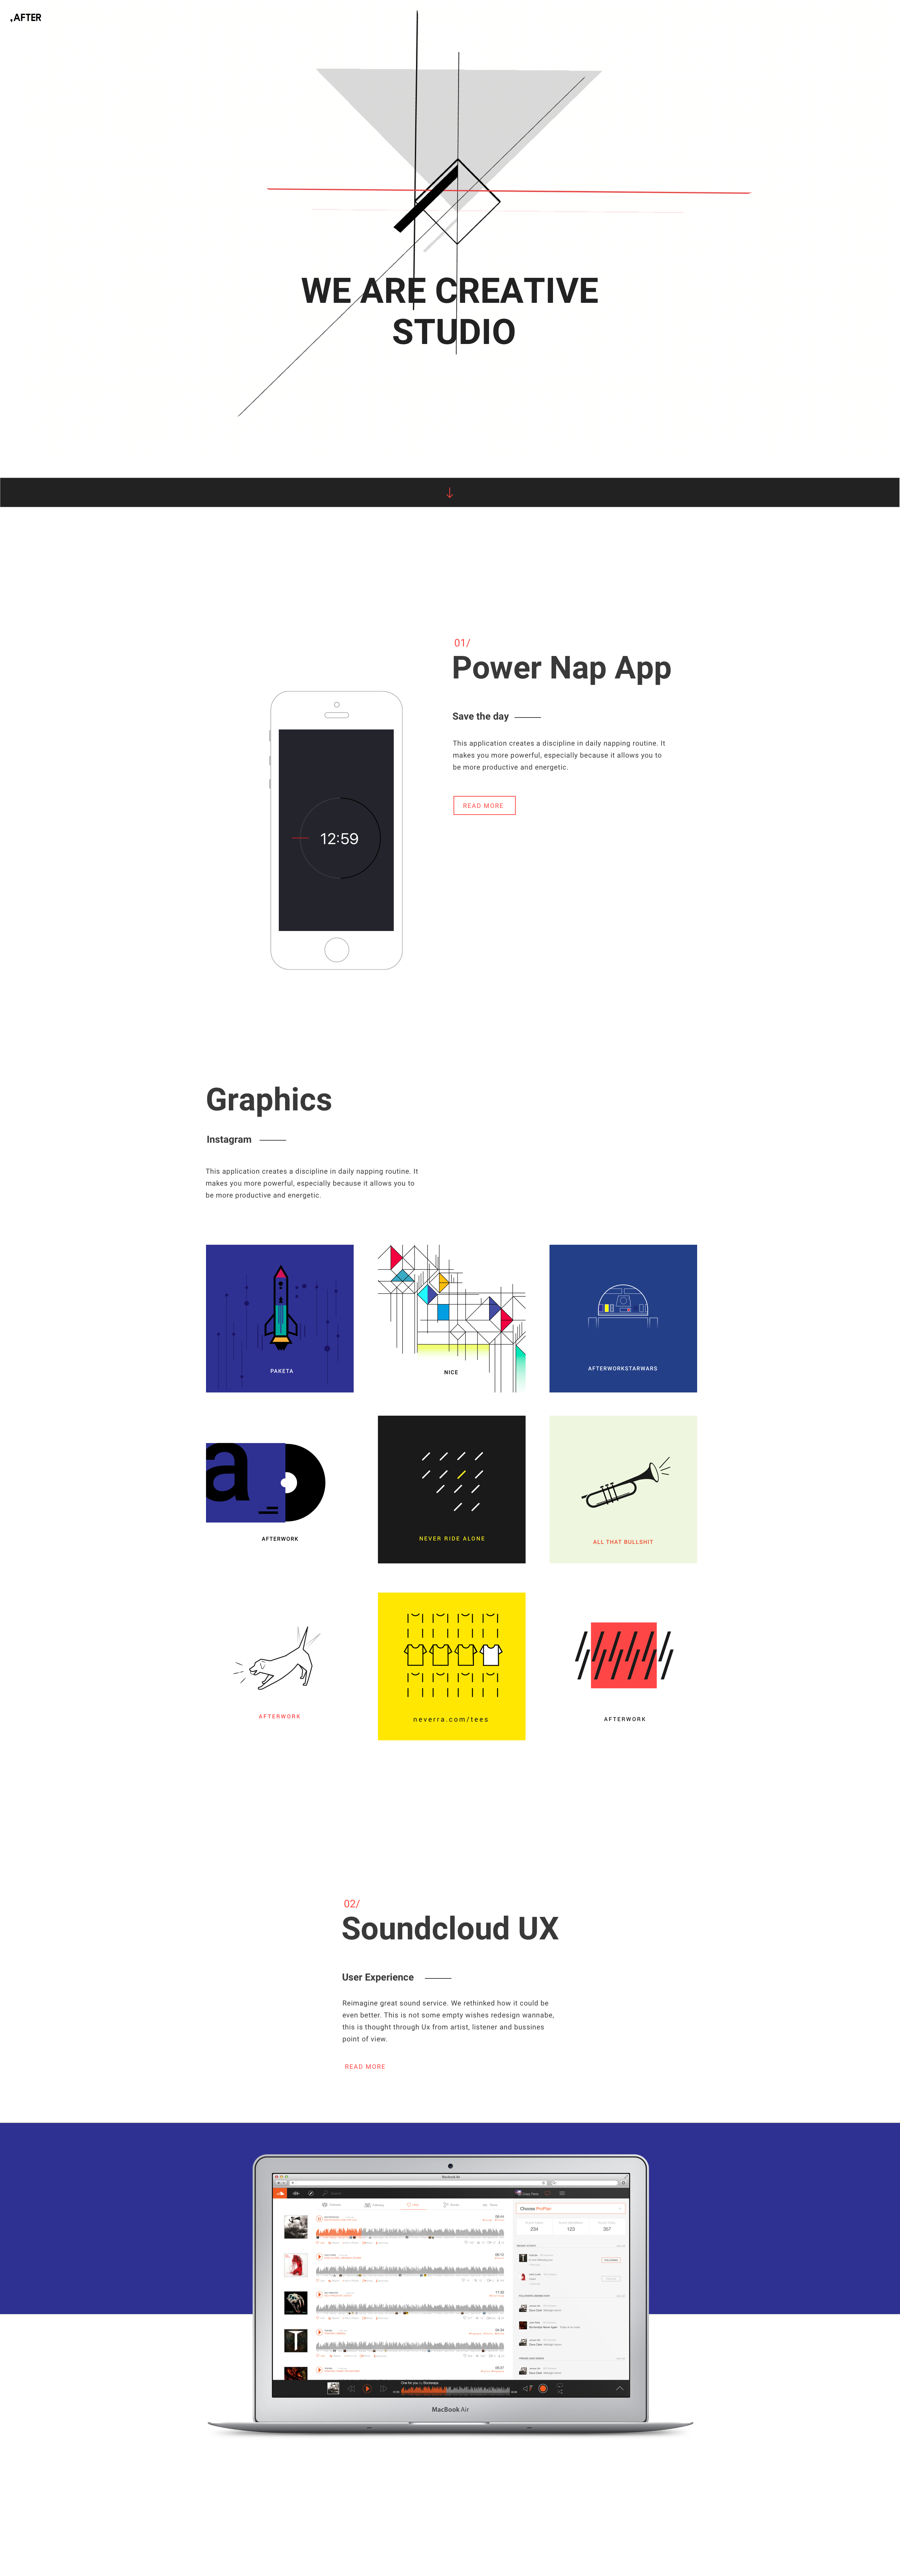 .AFTER
WE ARE CREATIVE
STUDIO
01/
Power Nap App
Save the day
This application creates a discipline in daily napping routine. It
makes you more powerful, especially because it allows you to
be more productive and energetic.
READ MORE
12:59
Graphics
Instagram
This application creates a discipline in daily napping routine. It
makes you more powerful, especially because it allows you to
be more productive and energetic.
PAKETA
NICE
AFTERWORKSTARWARS
a
AFTERWORK
NEVER RIDE ALONE
ALL THAT BULLSHIT
AFTERWORK
neverra.com/tees
AFTERWORK
02/
Soundcloud UX
User Experience
Reimagine great sound service. We rethinked how it could be
even better. This is not some empty wishes redesign wannabe,
this is thought through Ux from artist, listener and bussines
point of view.
READ MORE
Choose ProPlan
234
123
357
T
MacBook Air